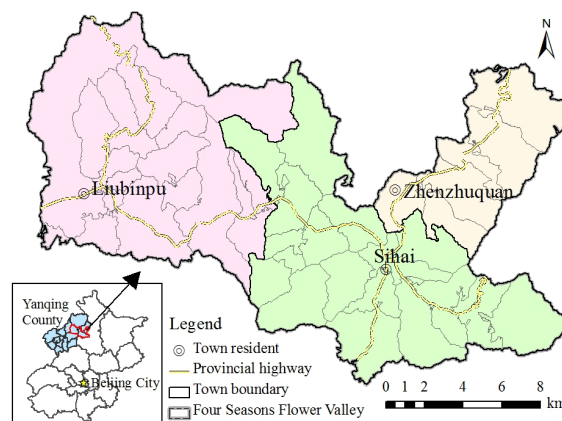 N
Liubinpu
Zhenzhuquan
Sihai
Yanqing
County
Beijing City
Legend
Town resident
Provincial highway
Town boundary
Four Seasons Flower Valley
0 1 2 4 6 8
km